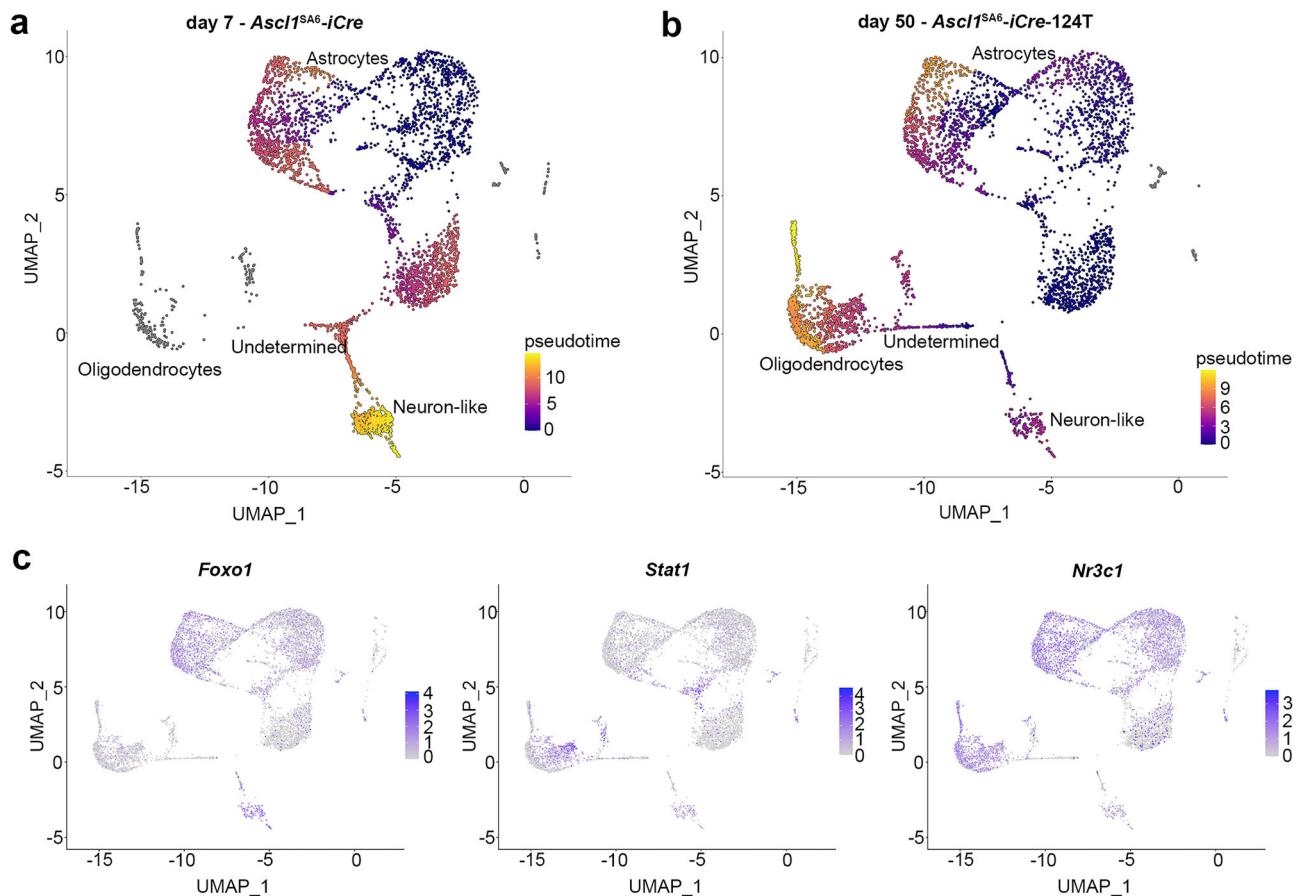 a
day 7 - Ascl1SA6-iCre
10
5
0
-5
UMAP_2
Astrocytes
Undetermined
Oligodendrocytes
Neuron-like
pseudotime
10
5
0
-15
-10
-5
0
UMAP_1
b
day 50 - Ascl1SA6-iCre-124T
10
5
0
-5
UMAP_2
Astrocytes
Undetermined
Oligodendrocytes
Neuron-like
pseudotime
9
6
3
0
-15
-10
-5
0
UMAP_1
c
Foxo1
10
5
0
-5
UMAP_2
4
3
2
1
0
-15
-10
-5
0
UMAP_1
Stat1
10
5
0
-5
UMAP_2
4
3
2
1
0
-15
-10
-5
0
UMAP_1
Nr3c1
10
5
0
-5
UMAP_2
3
2
1
0
-15
-10
-5
0
UMAP_1